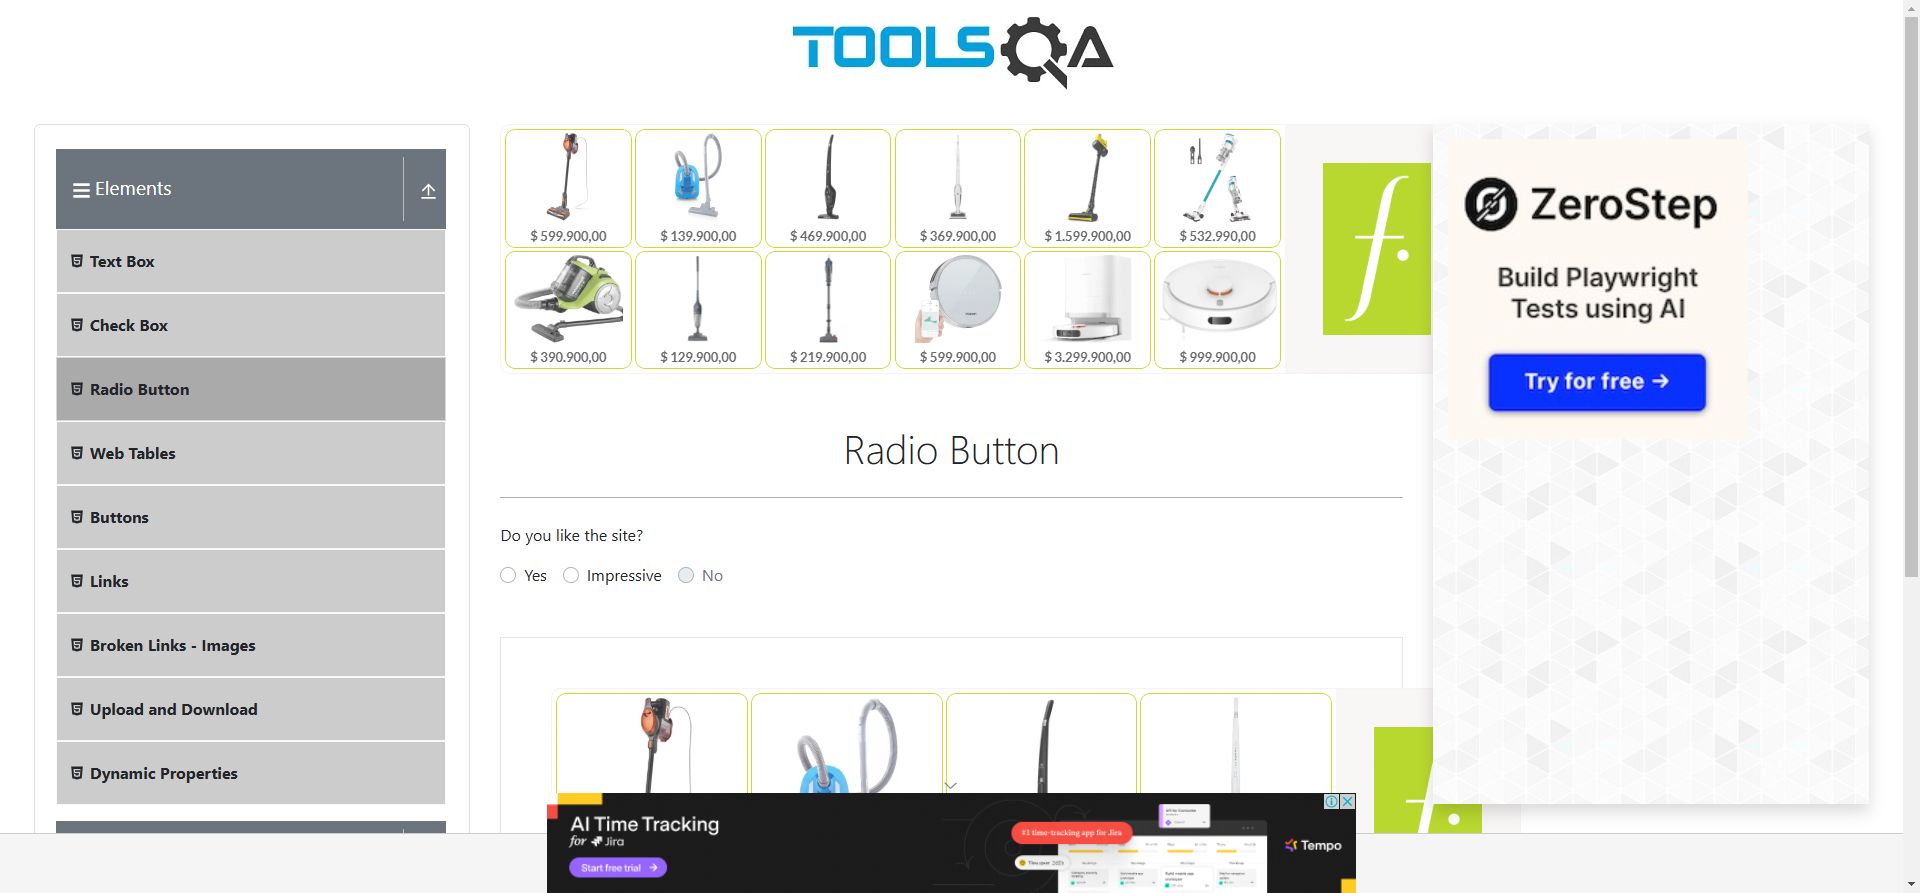 TOOLSQA
Elements
Text Box
Check Box
Radio Button
Web Tables
Buttons
Links
Broken Links - Images
Upload and Download
Dynamic Properties
$ 599.900,00
$ 139.900,00
$ 469.900,00
$ 369.900,00
$ 1.599.900,00
$ 532.990,00
$ 390.900,00
$ 129.900,00
$ 219.900,00
$ 599.900,00
$ 3.299.900,00
$ 999.900,00
f.
ZeroStep
Build Playwright
Tests using AI
Try for free →
Radio Button
Do you like the site?
Yes
Impressive
No
AI Time Tracking
for Jira
Start free trial →
#1 time-tracking app for Jira
Tempo